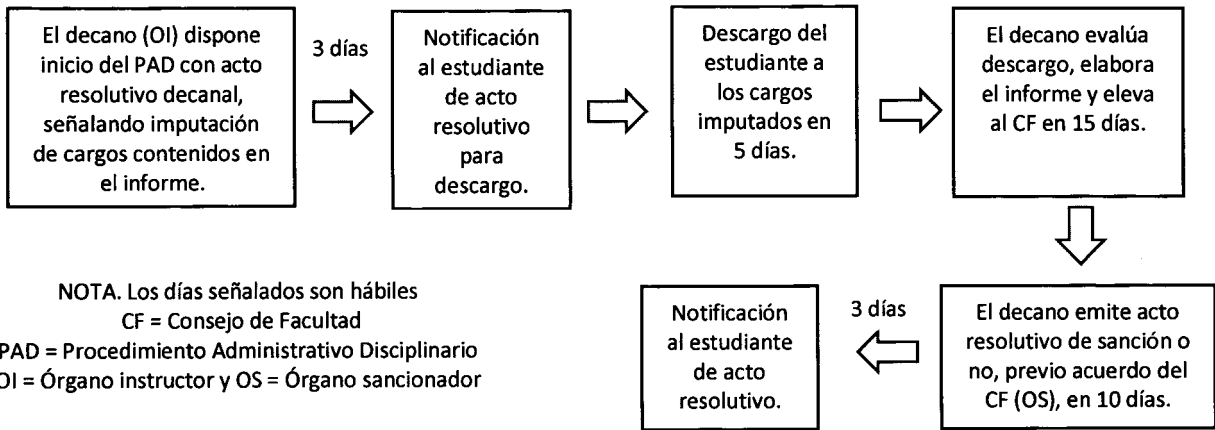 El decano (OI) dispone
inicio del PAD con acto
resolutivo decanal,
señalando imputación
de cargos contenidos en
el informe.
3 días
Notificación
al estudiante
de acto
resolutivo
para
descargo.
Descargo del
estudiante a
los cargos
imputados en
5 días.
El decano evalúa
descargo, elabora
el informe y eleva
al CF en 15 días.
El decano emite acto
resolutivo de sanción o
no, previo acuerdo del
CF (OS), en 10 días.
3 días
Notificación
al estudiante
de acto
resolutivo.
NOTA. Los días señalados son hábiles
CF = Consejo de Facultad
PAD = Procedimiento Administrativo Disciplinario
OI = Órgano instructor y OS = Órgano sancionador